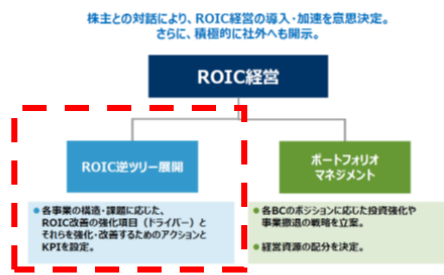 株主との対話により、ROIC経営の導入・加速を意思決定。
さらに、積極的に社外へも開示。
ROIC経営
ROIC逆ツリー展開
● 各事業の構造・課題に応じた、
ROIC改善の強化項目（ドライバー）と
それらを強化・改善するためのアクションと
KPIを設定。
ポートフォリオ
マネジメント
● 各BCのポジションに応じた投資強化や
事業撤退の戦略を立案。
● 経営資源の配分を決定。